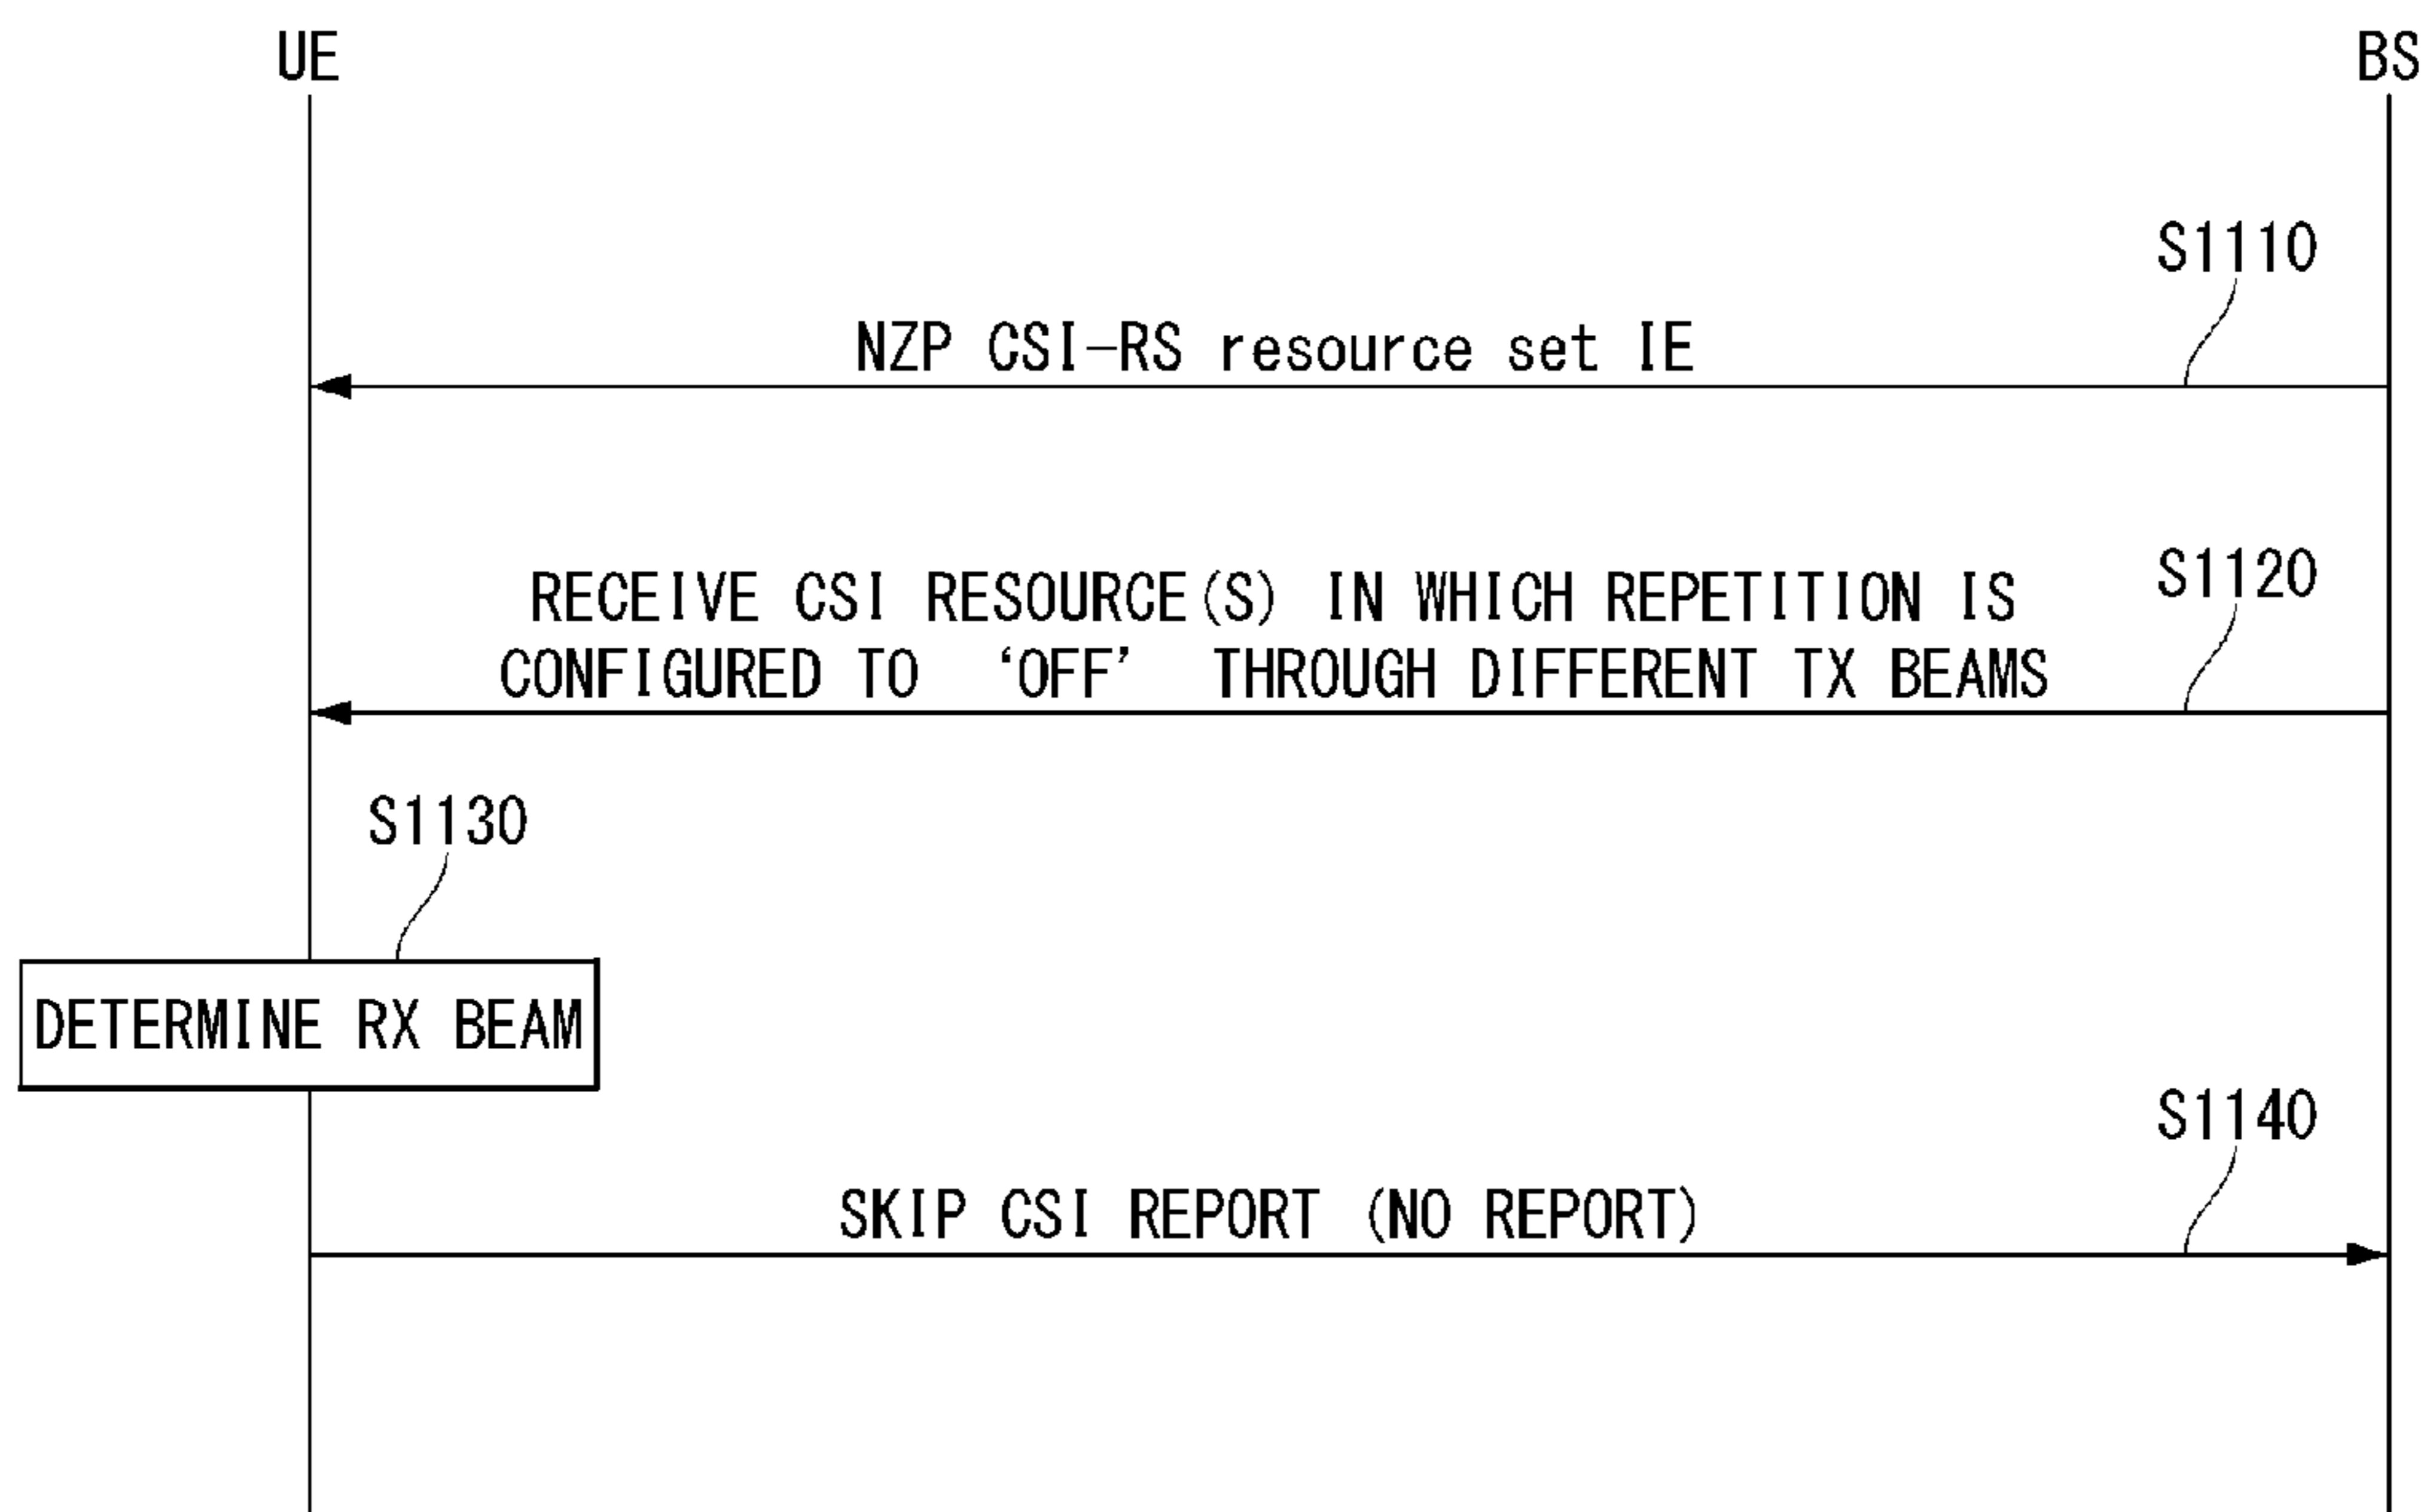 UE
BS
S1110
NZP CSI-RS resource set IE
S1120
RECEIVE CSI RESOURCE(S) IN WHICH REPETITION IS
CONFIGURED TO ‘OFF’ THROUGH DIFFERENT TX BEAMS
S1130
DETERMINE RX BEAM
S1140
SKIP CSI REPORT (NO REPORT)